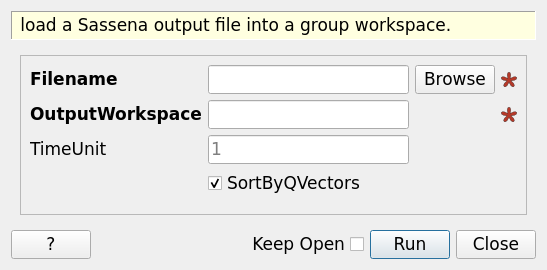 load a Sassena output file into a group workspace.
Filename Browse *
OutputWorkspace *
TimeUnit 1
SortByQVectors
? Keep Open Run Close